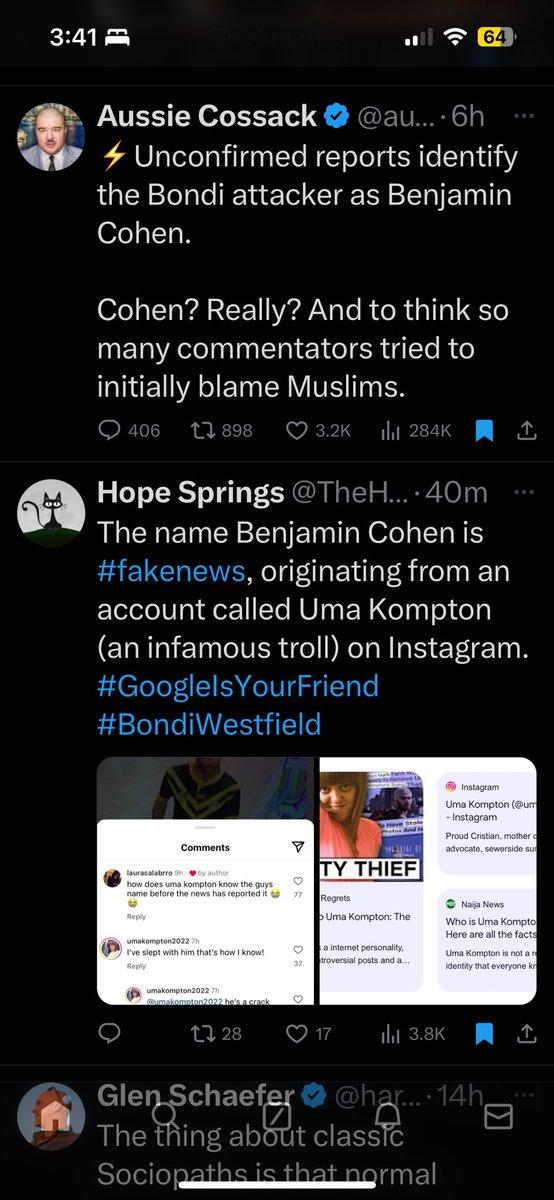 3:41
64
Aussie Cossack @au... · 6h
⚡ Unconfirmed reports identify
the Bondi attacker as Benjamin
Cohen.
Cohen? Really? And to think so
many commentators tried to
initially blame Muslims.
406 898 3.2K 284K
Hope Springs @TheH... · 40m
The name Benjamin Cohen is
#fakenews, originating from an
account called Uma Kompton
(an infamous troll) on Instagram.
#GoogleIsYourFriend
#BondiWestfield
Comments
lauracalabrro 9h · ❤ by author
how does uma kompton know the guys
name before the news has reported it 😭
😭
77
Reply
umakompton2022 7h
I've slept with him that's how I know!
37
Reply
umakompton2022 7h
@umakompton2022 he's a crack
TY THIEF
Regrets
Uma Kompton: The
s a internet personality,
troversial posts and a...
Instagram
Uma Kompton (@um
- Instagram
Proud Cristian, mother
advocate, sewerside sur
Naija News
Who is Uma Kompto
Here are all the facts
Uma Kompton is not a r
identity that everyone kr
28 17 3.8K
Glen Schaefer @har... · 14h
The thing about classic
Sociopaths is that normal